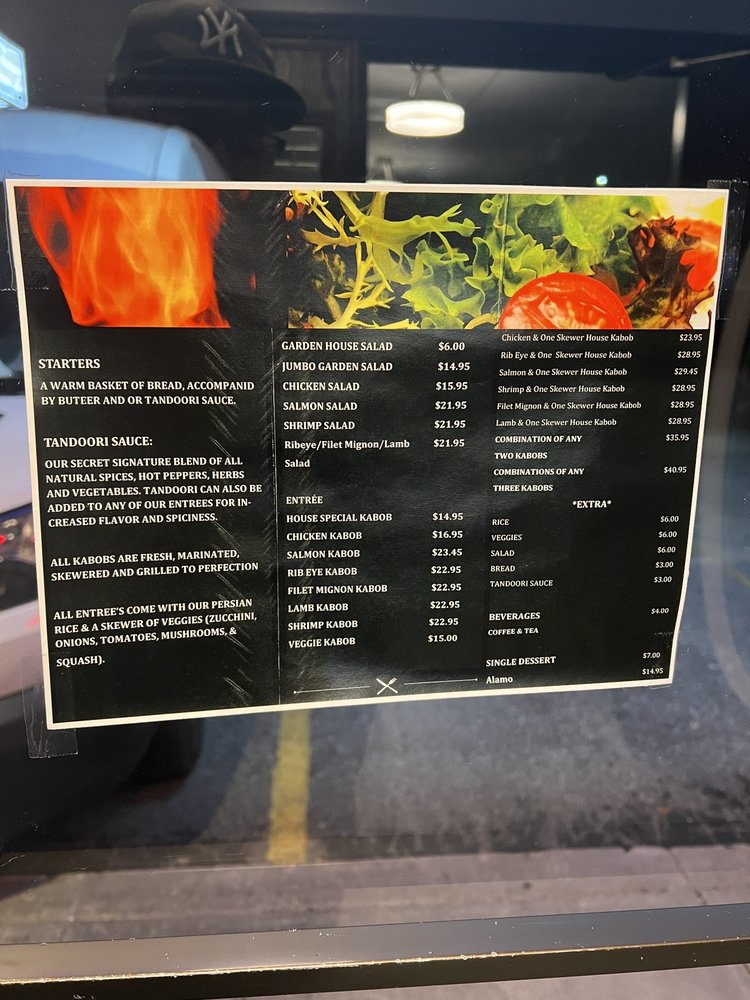 NY
STARTERS
A WARM BASKET OF BREAD, ACCOMPANID
BY BUTEER AND OR TANDOORI SAUCE.
TANDOORI SAUCE:
OUR SECRET SIGNATURE BLEND OF ALL
NATURAL SPICES, HOT PEPPERS, HERBS
AND VEGETABLES. TANDOORI CAN ALSO BE
ADDED TO ANY OF OUR ENTREES FOR IN-
CREASED FLAVOR AND SPICINESS.
ALL KABOBS ARE FRESH, MARINATED,
SKEWERED AND GRILLED TO PERFECTION
ALL ENTREE'S COME WITH OUR PERSIAN
RICE & A SKEWER OF VEGGIES (ZUCCHINI,
ONIONS, TOMATOES, MUSHROOMS, &
SQUASH).
GARDEN HOUSE SALAD $6.00
JUMBO GARDEN SALAD $14.95
CHICKEN SALAD $15.95
SALMON SALAD $21.95
SHRIMP SALAD $21.95
Ribeye/Filet Mignon/Lamb $21.95
Salad
ENTRÉE
HOUSE SPECIAL KABOB $14.95
CHICKEN KABOB $16.95
SALMON KABOB $23.45
RIB EYE KABOB $22.95
FILET MIGNON KABOB $22.95
LAMB KABOB $22.95
SHRIMP KABOB $22.95
VEGGIE KABOB $15.00
Chicken & One Skewer House Kabob $23.95
Rib Eye & One Skewer House Kabob $28.95
Salmon & One Skewer House Kabob $29.45
Shrimp & One Skewer House Kabob $28.95
Filet Mignon & One Skewer House Kabob $28.95
Lamb & One Skewer House Kabob $28.95
COMBINATION OF ANY $35.95
TWO KABOBS
COMBINATIONS OF ANY $40.95
THREE KABOBS
*EXTRA*
RICE $6.00
VEGGIES $6.00
SALAD $6.00
BREAD $3.00
TANDOORI SAUCE $3.00
BEVERAGES $4.00
COFFEE & TEA
SINGLE DESSERT $7.00
Alamo $14.95